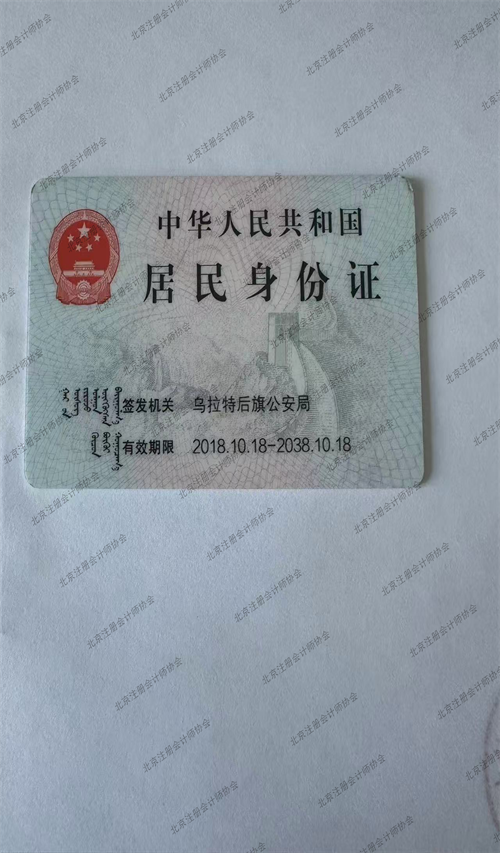 中华人民共和国
居民身份证
签发机关 乌拉特后旗公安局
有效期限 2018.10.18-2038.10.18
北京注册会计师协会